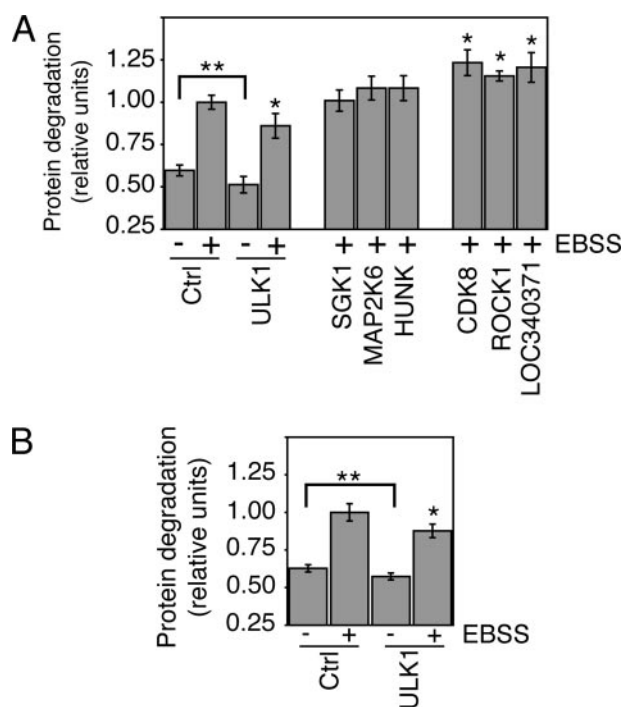 A
Protein degradation
(relative units)
1.25
1.00
0.75
0.50
0.25
**
*
*
*
*
- + - + + + + + + + EBSS
Ctrl ULK1 SGK1 MAP2K6 HUNK CDK8 ROCK1 LOC340371
B
Protein degradation
(relative units)
1.25
1.00
0.75
0.50
0.25
**
*
- + - + EBSS
Ctrl ULK1